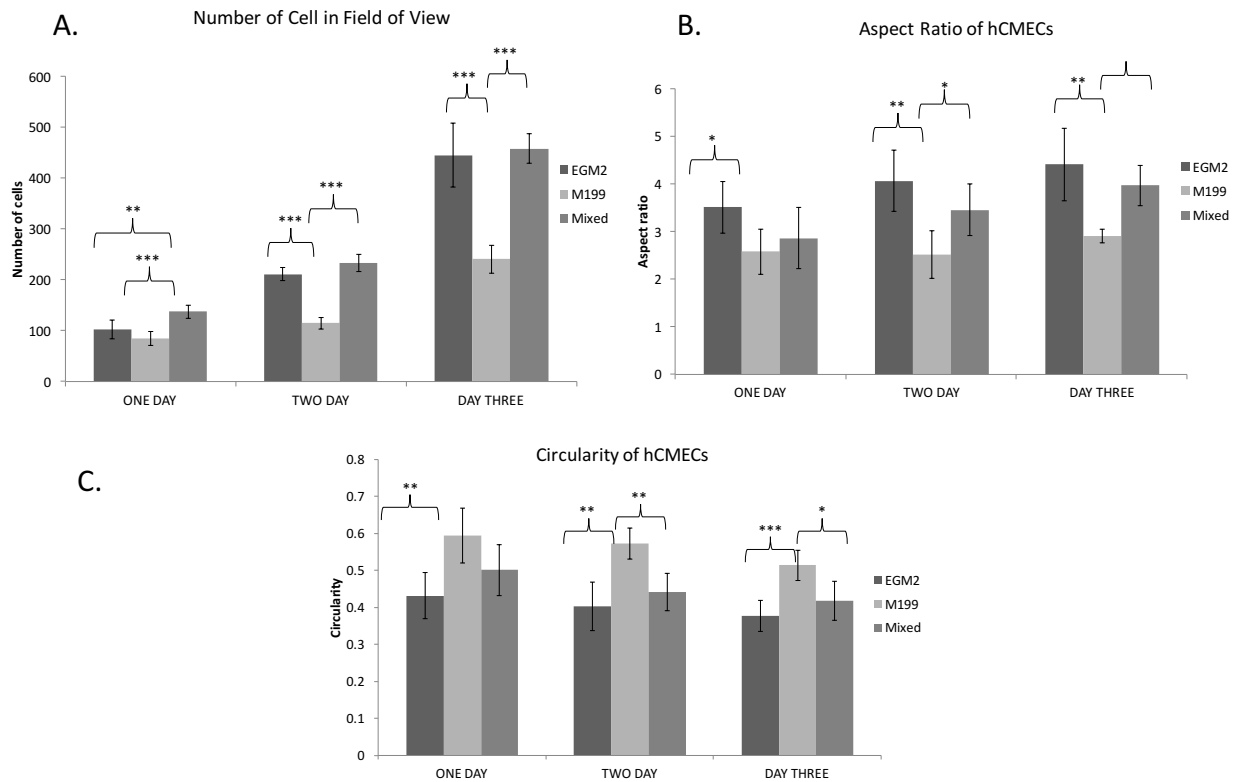 A.
Number of Cell in Field of View
***
***
***
***
**
***
Number of cells
600
500
400
300
200
100
0
ONE DAY
TWO DAY
DAY THREE
EGM2
M199
Mixed
B.
Aspect Ratio of hCMECs
**
**
*
*
Aspect ratio
6
5
4
3
2
1
0
ONE DAY
TWO DAY
DAY THREE
EGM2
M199
Mixed
C.
Circularity of hCMECs
**
**
**
***
*
Circularity
0.8
0.7
0.6
0.5
0.4
0.3
0.2
0.1
0
ONE DAY
TWO DAY
DAY THREE
EGM2
M199
Mixed